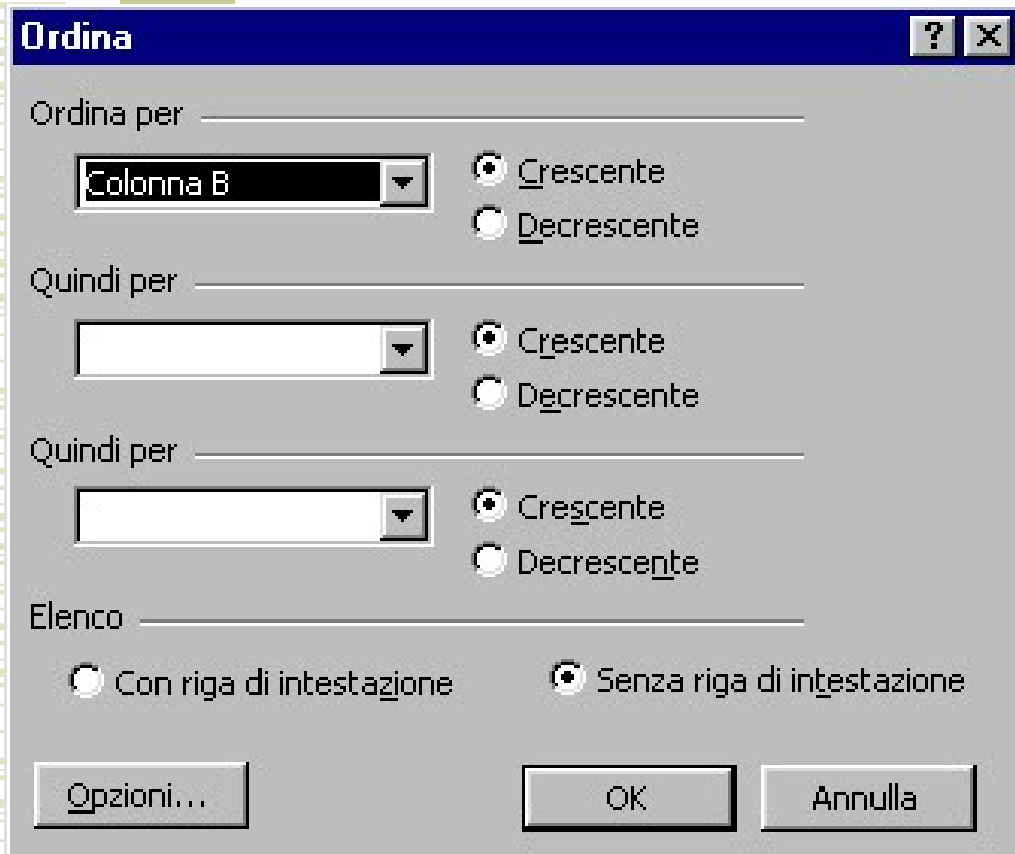 Ordina
Ordina per
Colonna B
Crescente
Decrescente
Quindi per
Crescente
Decrescente
Quindi per
Crescente
Decrescente
Elenco
Con riga di intestazione
Senza riga di intestazione
Opzioni...
OK
Annulla